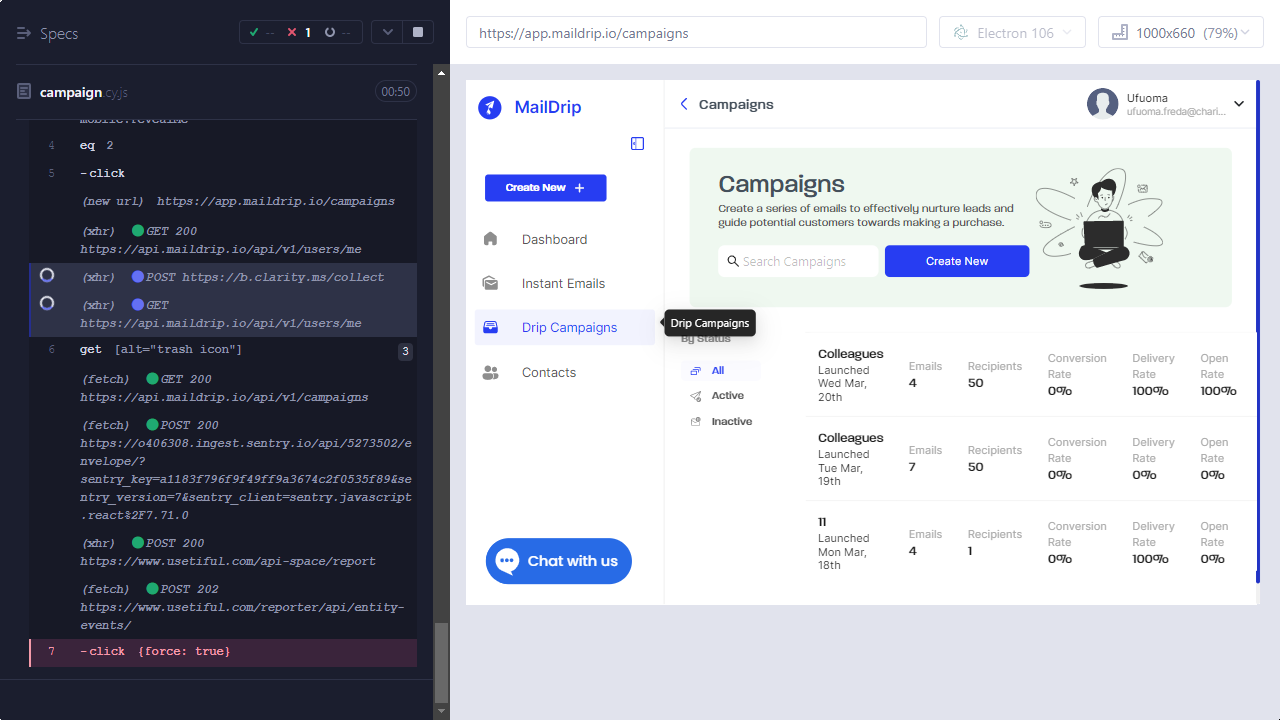 Specs
-- 1 --
campaign.cy.js
00:50
mobile.revealMe
4 eq 2
5 -click
(new url) https://app.maildrip.io/campaigns
(xhr) GET 200
https://api.maildrip.io/api/v1/users/me
(xhr) POST https://b.clarity.ms/collect
(xhr) GET
https://api.maildrip.io/api/v1/users/me
6 get [alt="trash icon"] 3
(fetch) GET 200
https://api.maildrip.io/api/v1/campaigns
(fetch) POST 200
https://o406308.ingest.sentry.io/api/5273502/e
nvelope/?
sentry_key=a1183f796f9f49ff9a3674c2f0535f89&se
ntry_version=7&sentry_client=sentry.javascript
.react%2F7.71.0
(xhr) POST 200
https://www.usetiful.com/api-space/report
(fetch) POST 202
https://www.usetiful.com/reporter/api/entity-
events/
7 -click {force: true}
https://app.maildrip.io/campaigns
Electron 106
1000x660 (79%)
MailDrip
Create New +
Dashboard
Instant Emails
Drip Campaigns
Contacts
Chat with us
Campaigns
Ufuoma
ufuoma.freda@chari...
Campaigns
Create a series of emails to effectively nurture leads and
guide potential customers towards making a purchase.
Search Campaigns
Create New
Drip Campaigns
By Status
All
Active
Inactive
Colleagues
Launched
Wed Mar,
20th
Emails
4
Recipients
50
Conversion
Rate
0%
Delivery
Rate
100%
Open
Rate
100%
Colleagues
Launched
Tue Mar,
19th
Emails
7
Recipients
50
Conversion
Rate
0%
Delivery
Rate
0%
Open
Rate
0%
11
Launched
Mon Mar,
18th
Emails
4
Recipients
1
Conversion
Rate
0%
Delivery
Rate
100%
Open
Rate
0%